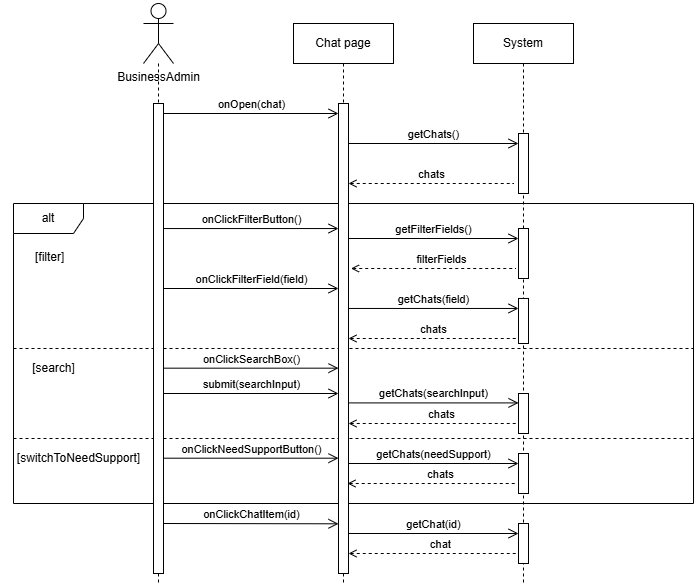 BusinessAdmin
Chat page
System
onOpen(chat)
getChats()
chats
alt
onClickFilterButton()
getFilterFields()
[filter]
filterFields
onClickFilterField(field)
getChats(field)
chats
[search]
onClickSearchBox()
submit(searchInput)
getChats(searchInput)
chats
[switchToNeedSupport]
onClickNeedSupportButton()
getChats(needSupport)
chats
onClickChatItem(id)
getChat(id)
chat